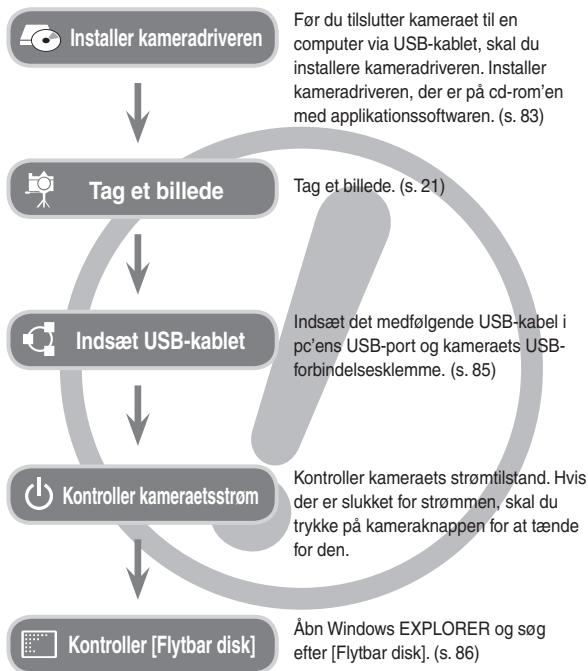 Installer kameradriveren
Før du tilslutter kameraet til en
computer via USB-kablet, skal du
installere kameradriveren. Installer
kameradriveren, der er på cd-rom'en
med applikationssoftwaren. (s. 83)
Tag et billede
Tag et billede. (s. 21)
Indsæt USB-kablet
Indsæt det medfølgende USB-kabel i
pc'ens USB-port og kameraets USB-
forbindelsesklemme. (s. 85)
Kontroller kameraetsstrøm
Kontroller kameraets strømtilstand. Hvis
der er slukket for strømmen, skal du
trykke på kameraknappen for at tænde
for den.
Kontroller [Flytbar disk]
Åbn Windows EXPLORER og søg
efter [Flytbar disk]. (s. 86)